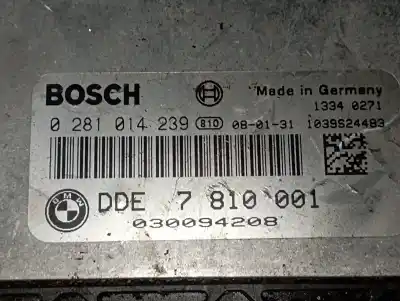 BOSCH
Made in Germany
1334 0271
0 281 014 239 810 08-01-31 1039S24483
BMW
DDE 7 810 001
030094208